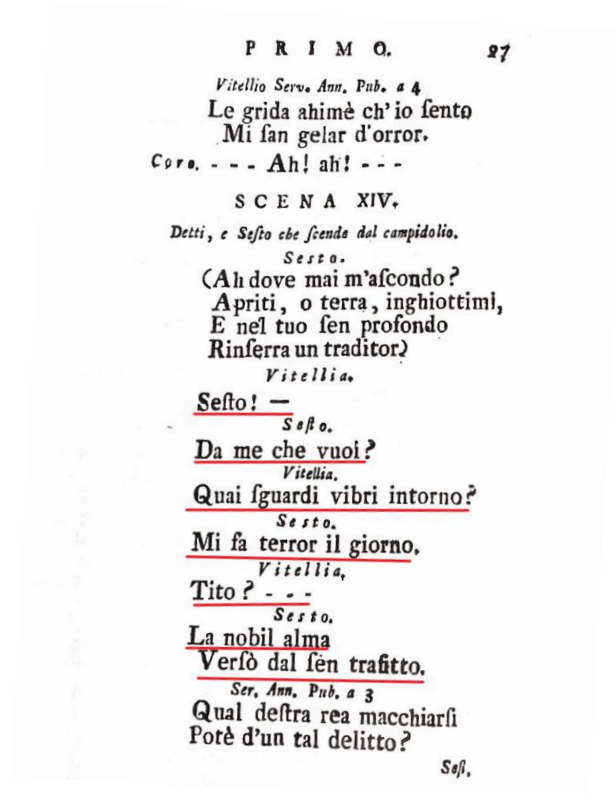 PRIMO. 27
Vitellio Serv. Ann. Pub. a 4
Le grida ahimè ch' io ſento
Mi ſan gelar d'orror.
Coro. - - - Ah! ah! - - -
SCENA XIV.
Detti, e Seſto che ſcende dal campidolio.
Sesto.
(Ah dove mai m'aſcondo?
Apriti, o terra, inghiottimi,
E nel tuo ſen profondo
Rinſerra un traditor)
Vitellia.
Seſto! —
Seſto.
Da me che vuoi?
Vitellia.
Quai ſguardi vibri intorno?
Sesto.
Mi fa terror il giorno.
Vitellia.
Tito? - - -
Sesto.
La nobil alma
Verſò dal ſen trafitto.
Ser. Ann. Pub. a 3
Qual deſtra rea macchiarſi
Potè d'un tal delitto?
Seſ.